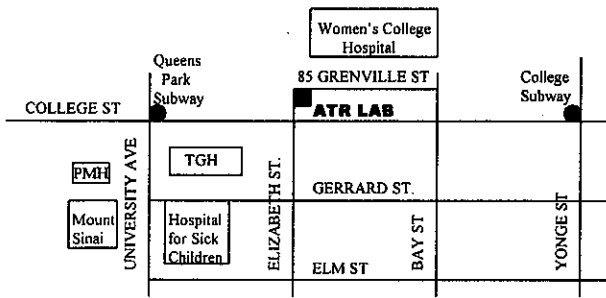 Women's College
Hospital
Queens
Park
Subway
85 GRENVILLE ST
College
Subway
COLLEGE ST
ATR LAB
PMH
TGH
UNIVERSITY AVE
ELIZABETH ST.
GERRARD ST.
BAY ST
YONGE ST
Mount
Sinai
Hospital
for Sick
Children
ELM ST